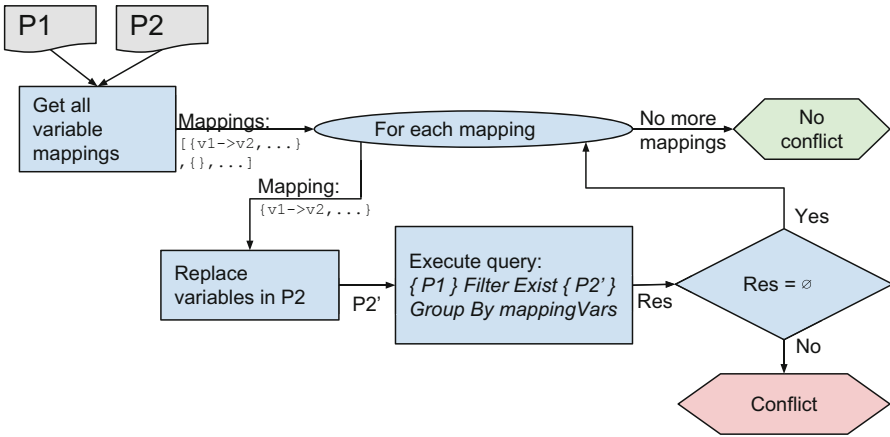 P1
P2
Get all
variable
mappings
Mappings:
[{v1->v2,...}
,{},...]
For each mapping
No more
mappings
No
conflict
Mapping:
{v1->v2,...}
Yes
Replace
variables in P2
P2'
Execute query:
{ P1 } Filter Exist { P2’ }
Group By mappingVars
Res
Res = ∅
No
Conflict